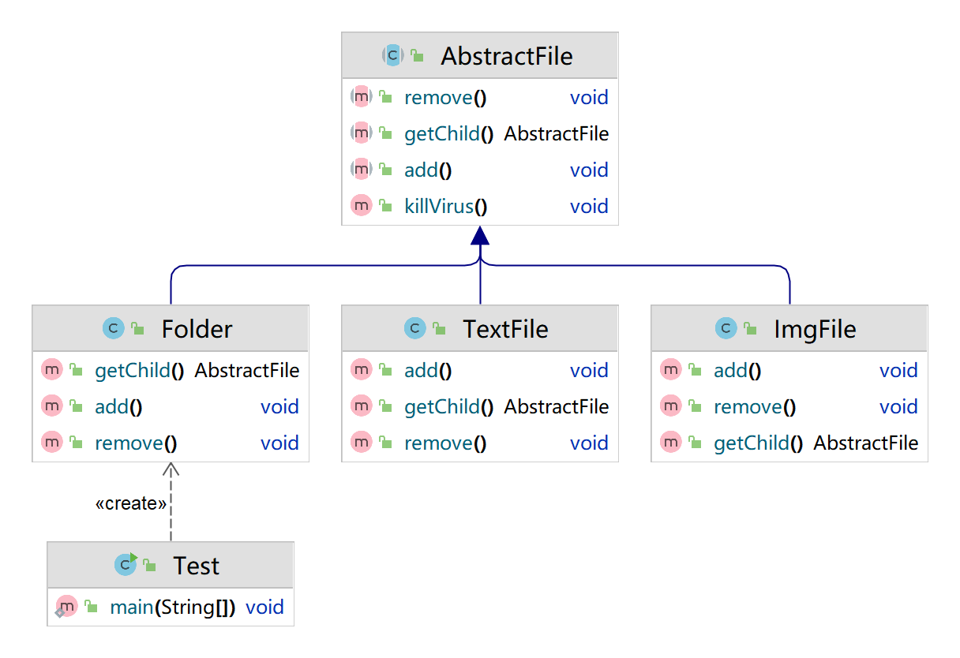 AbstractFile
remove() void
getChild() AbstractFile
add() void
killVirus() void
Folder
getChild() AbstractFile
add() void
remove() void
TextFile
add() void
getChild() AbstractFile
remove() void
ImgFile
add() void
remove() void
getChild() AbstractFile
«create»
Test
main(String[]) void